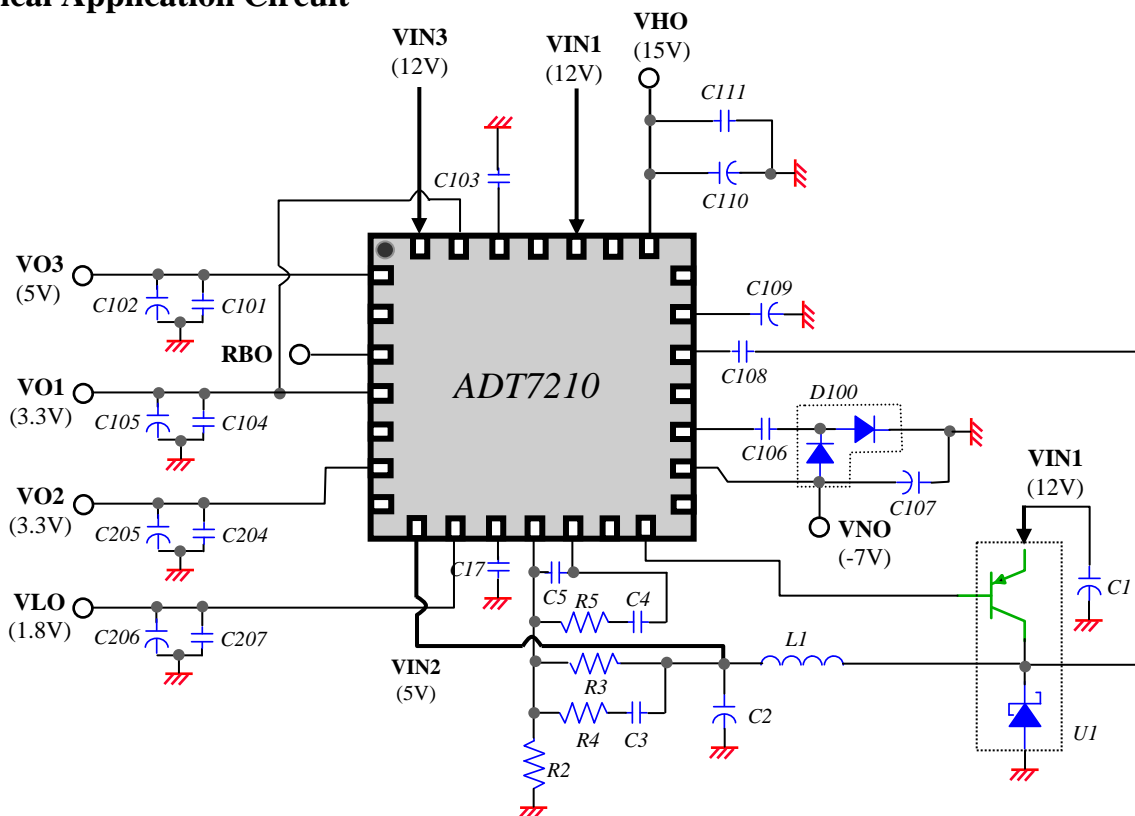 ical Application Circuit
VHO
(15V)
VIN3
(12V)
VIN1
(12V)
C111
C103
C110
VO3
(5V)
C102
C101
C109
RBO
C108
VO1
(3.3V)
C105
C104
ADT7210
D100
C106
VIN1
(12V)
VO2
(3.3V)
C205
C204
C107
VNO
(-7V)
C17
C5
R5
C4
C1
VLO
(1.8V)
C206
C207
L1
VIN2
(5V)
R3
R4
C3
C2
U1
R2